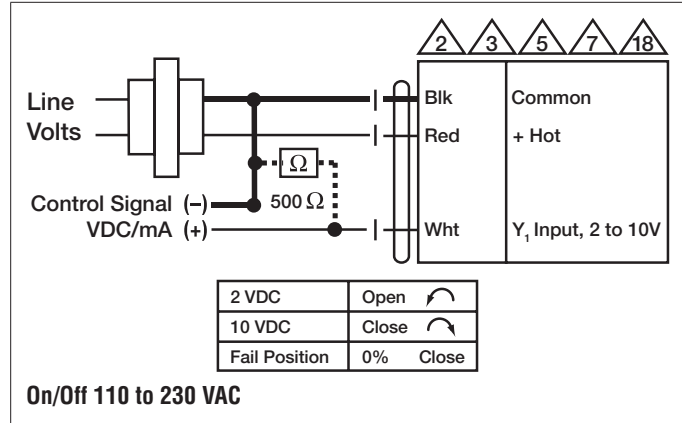 2 3 5 7 18
Line
Volts
Blk Common
Red + Hot
Ω
500 Ω
Control Signal (−)
VDC/mA (+)
Wht Y1 Input, 2 to 10V
2 VDC Open
10 VDC Close
Fail Position 0% Close
On/Off 110 to 230 VAC